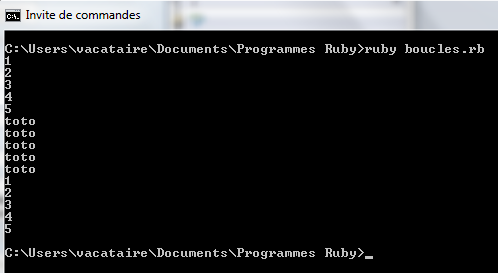 Invite de commandes
C:\Users\vacataire\Documents\Programmes Ruby>ruby boucles.rb
1
2
3
4
5
toto
toto
toto
toto
toto
1
2
3
4
5
C:\Users\vacataire\Documents\Programmes Ruby>_